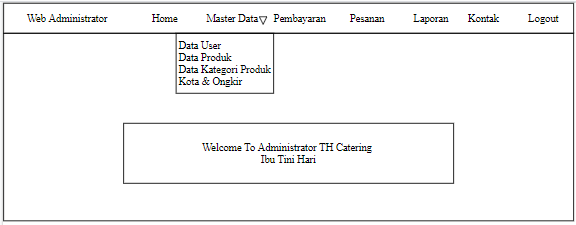 Web Administrator Home Master Data Pembayaran Pesanan Laporan Kontak Logout
Data User
Data Produk
Data Kategori Produk
Kota & Ongkir
Welcome To Administrator TH Catering
Ibu Tini Hari